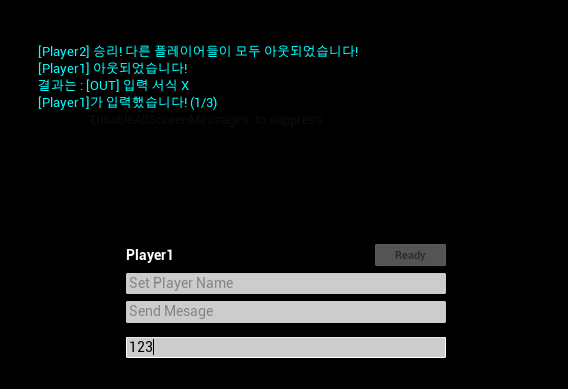 [Player2] 승리! 다른 플레이어들이 모두 아웃되었습니다!
[Player1] 아웃되었습니다!
결과는 : [OUT] 입력 서식 X
[Player1]가 입력했습니다! (1/3)
'DisableAllScreenMessages' to suppress
Player1
Ready
Set Player Name
Send Mesage
123